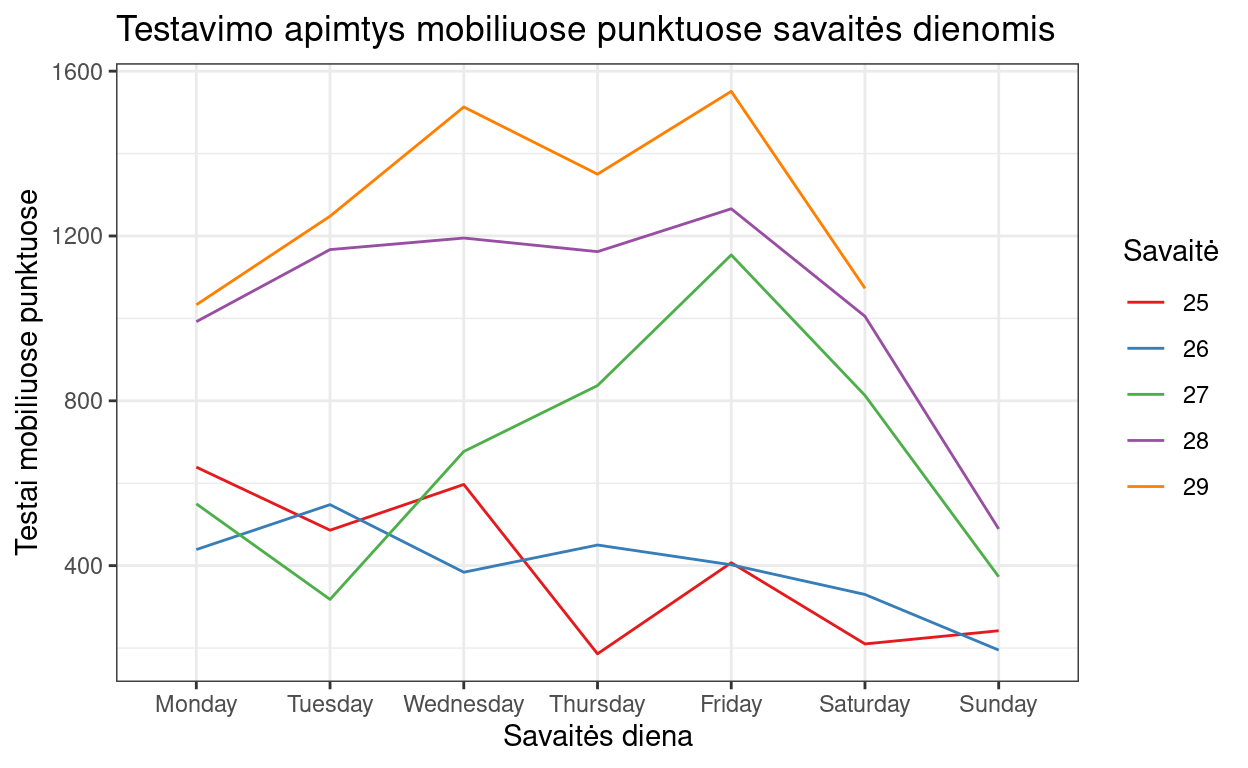 Testavimo apimtys mobiliuose punktuose savaitės dienomis
Testai mobiliuose punktuose
1600
1200
800
400
Monday Tuesday Wednesday Thursday Friday Saturday Sunday
Savaitės diena
Savaitė
25
26
27
28
29